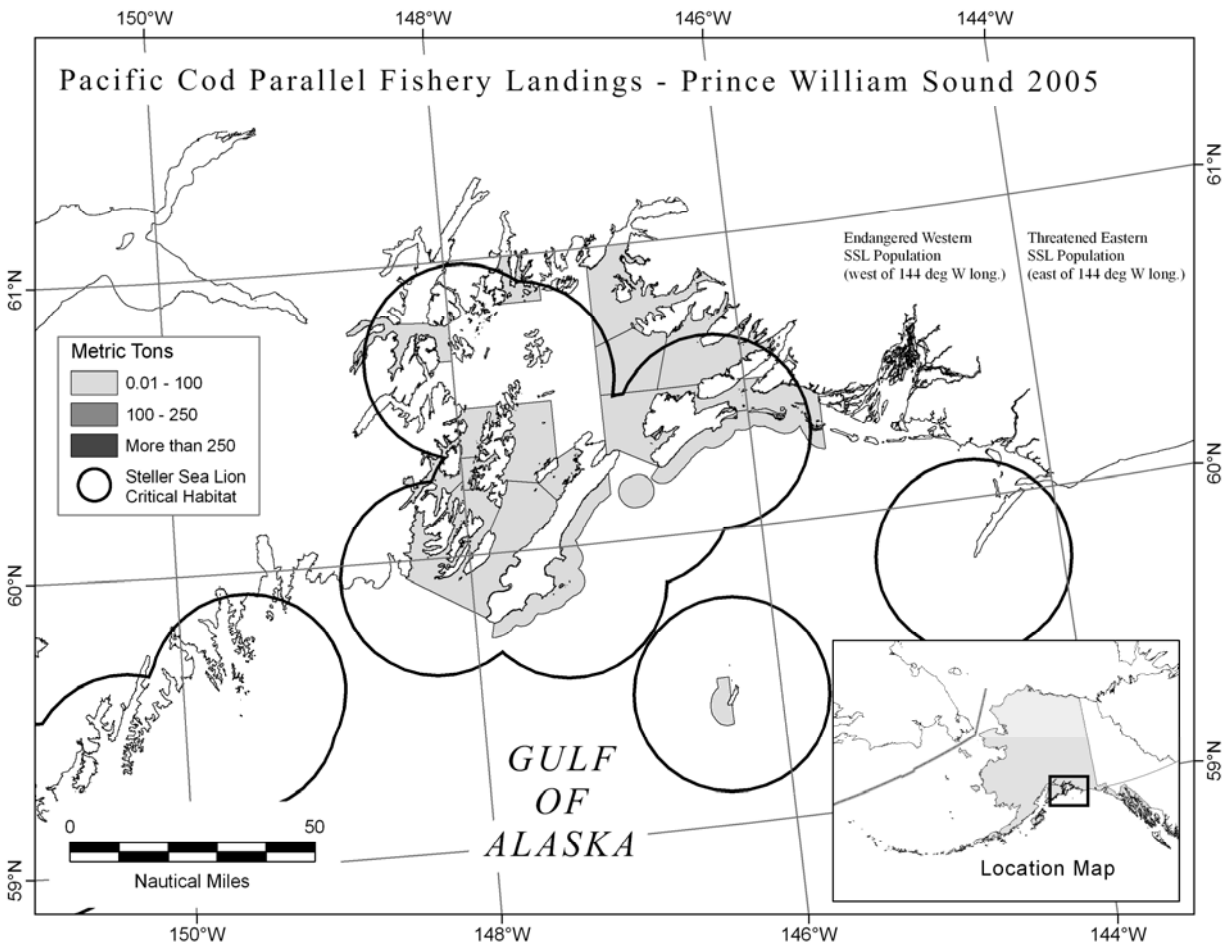 150°W
148°W
146°W
144°W
Pacific Cod Parallel Fishery Landings - Prince William Sound 2005
61°N
Endangered Western
SSL Population
(west of 144 deg W long.)
Threatened Eastern
SSL Population
(east of 144 deg W long.)
61°N
Metric Tons
0.01 - 100
100 - 250
More than 250
Steller Sea Lion
Critical Habitat
60°N
60°N
GULF
OF
ALASKA
59°N
0
50
Nautical Miles
Location Map
59°N
150°W
148°W
146°W
144°W